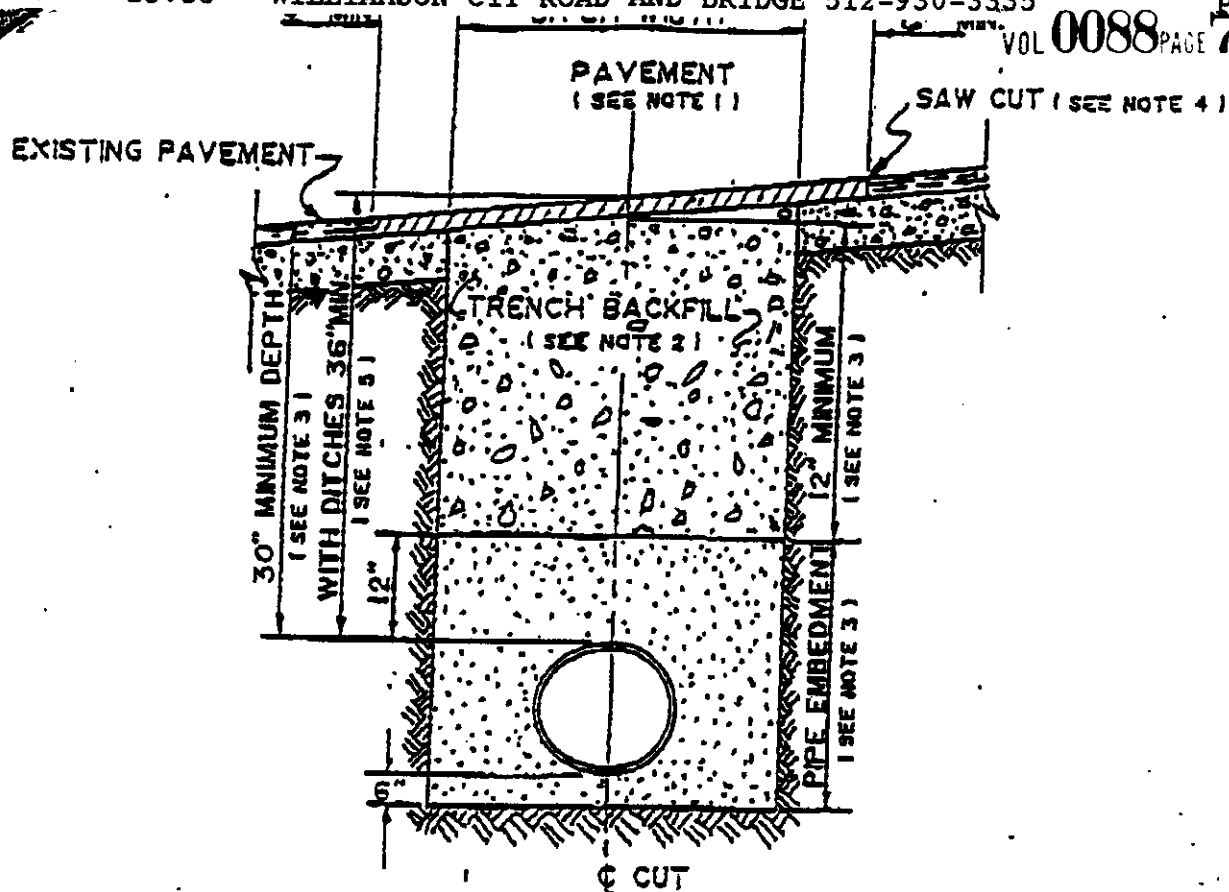 WILLIAMSON CTY ROAD AND BRIDGE 512-930-3335
VOL 0088 PAGE
MIN.
PAVEMENT
( SEE NOTE 1 )
SAW CUT ( SEE NOTE 4 )
EXISTING PAVEMENT
TRENCH BACKFILL
( SEE NOTE 2 )
30" MINIMUM DEPTH
( SEE NOTE 3 )
WITH DITCHES 36" MIN.
( SEE NOTE 5 )
12"
12" MINIMUM
( SEE NOTE 3 )
PIPE EMBEDMENT
( SEE NOTE 3 )
℄ CUT